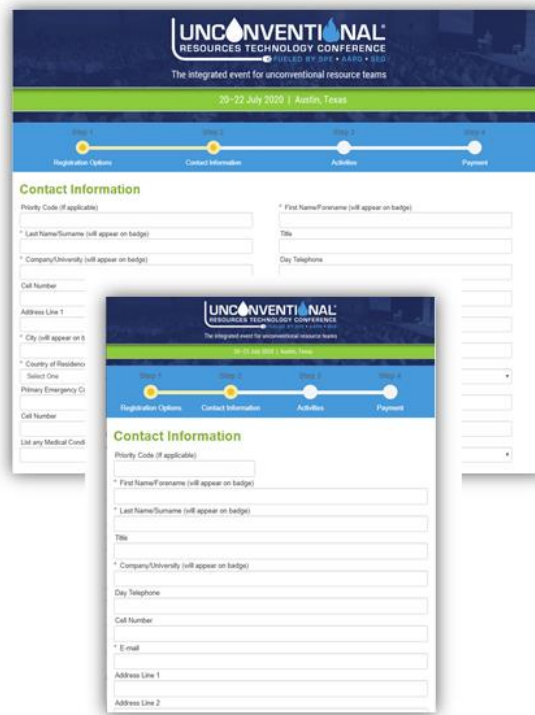 UNCONVENTIONAL
RESOURCES TECHNOLOGY CONFERENCE
FUELED BY SPE • AAPG • SEG
The integrated event for unconventional resource teams
20–22 July 2020 | Austin, Texas
Step 1 Step 2 Step 3 Step 4
Registration Options Contact Information Activities Payment
Contact Information
Priority Code (If applicable) * First Name/Forename (will appear on badge)
* Last Name/Surname (will appear on badge) Title
* Company/University (will appear on badge) Day Telephone
Cell Number
Address Line 1
* City (will appear on b
* Country of Residenc
Select One
Primary Emergency Co
Cell Number
List any Medical Condi
UNCONVENTIONAL
RESOURCES TECHNOLOGY CONFERENCE
FUELED BY SPE • AAPG • SEG
The integrated event for unconventional resource teams
20–22 July 2020 | Austin, Texas
Step 1 Step 2 Step 3 Step 4
Registration Options Contact Information Activities Payment
Contact Information
Priority Code (If applicable)
* First Name/Forename (will appear on badge)
* Last Name/Surname (will appear on badge)
Title
* Company/University (will appear on badge)
Day Telephone
Cell Number
* E-mail
Address Line 1
Address Line 2